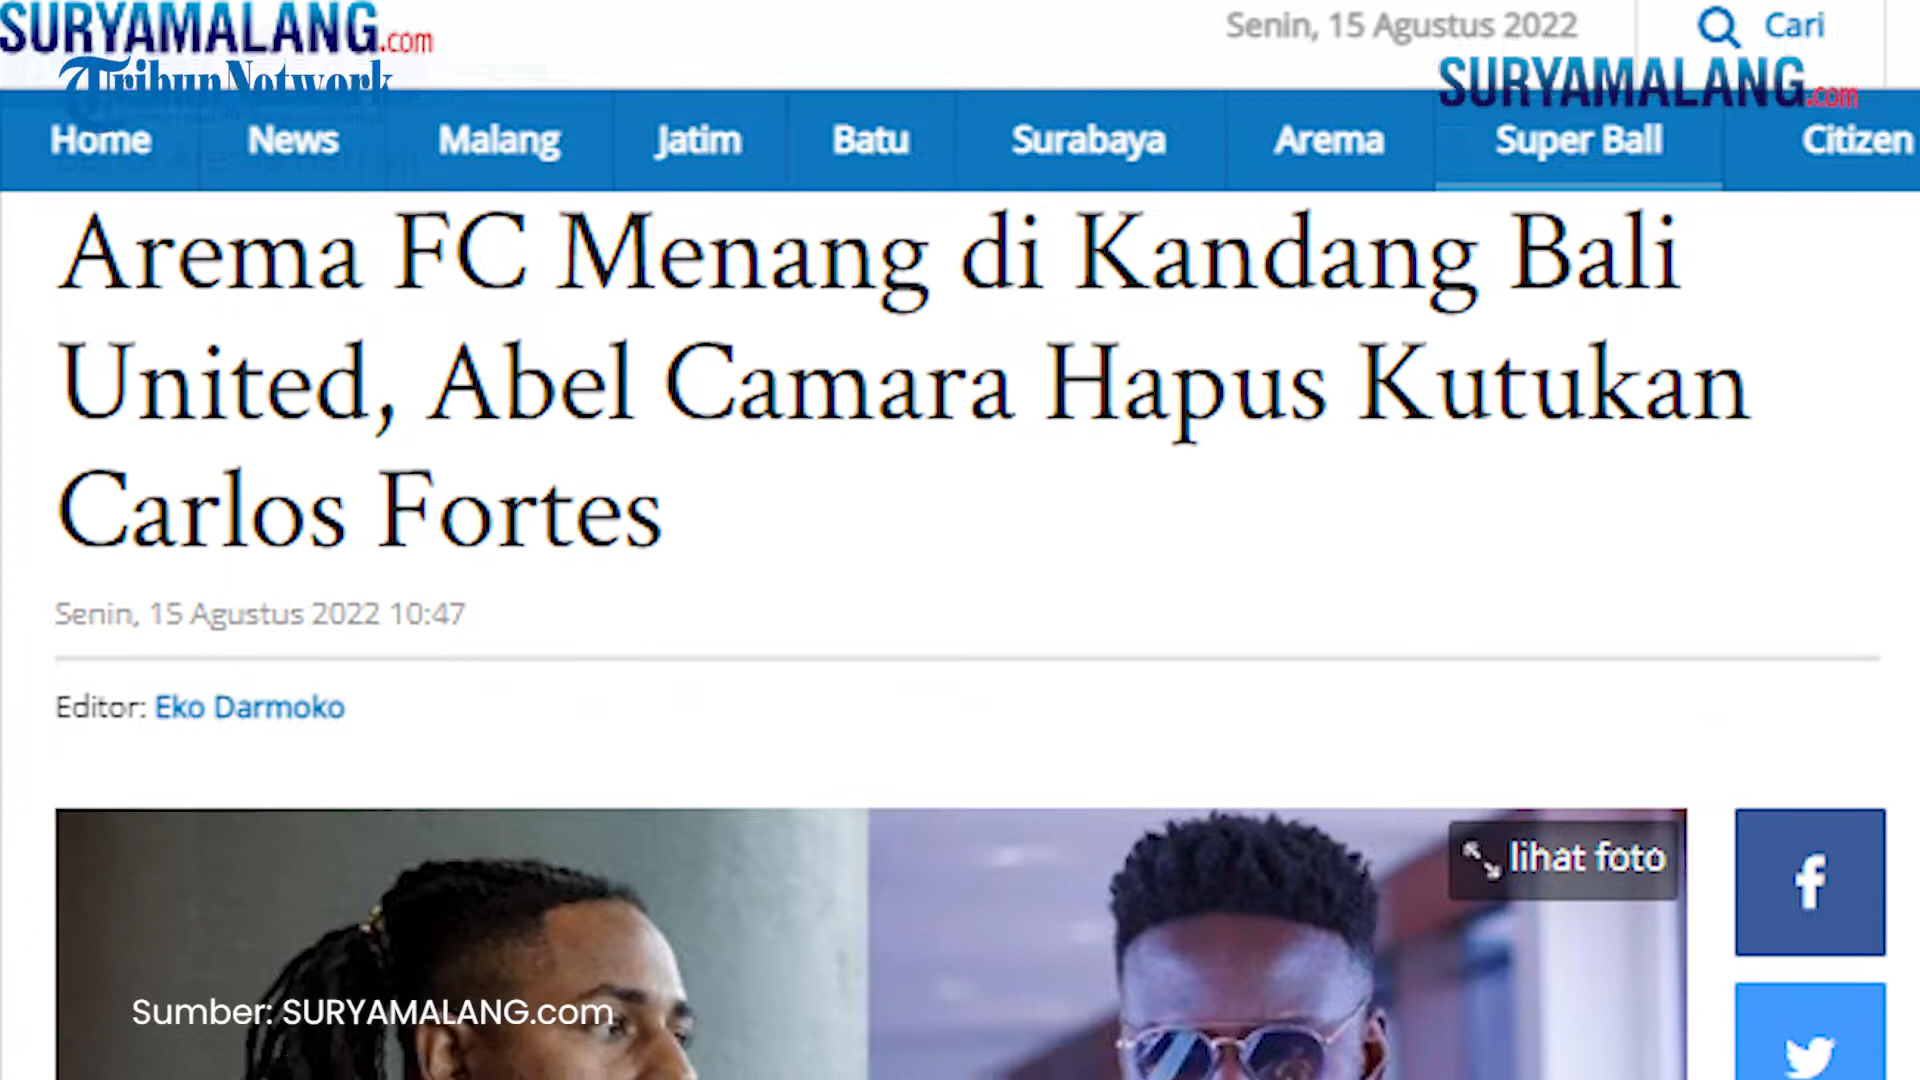 SURYAMALANG.com
Senin, 15 Agustus 2022
Cari
TribunNetwork
SURYAMALANG.com
Home News Malang Jatim Batu Surabaya Arema Super Ball Citizen
Arema FC Menang di Kandang Bali
United, Abel Camara Hapus Kutukan
Carlos Fortes
Senin, 15 Agustus 2022 10:47
Editor: Eko Darmoko
lihat foto
f
Sumber: SURYAMALANG.com